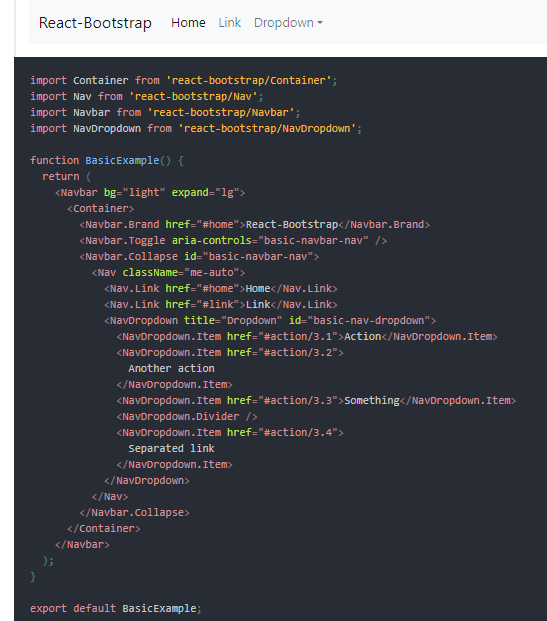 React-Bootstrap Home Link Dropdown
import Container from 'react-bootstrap/Container';
import Nav from 'react-bootstrap/Nav';
import Navbar from 'react-bootstrap/Navbar';
import NavDropdown from 'react-bootstrap/NavDropdown';

function BasicExample() {
  return (
    <Navbar bg="light" expand="lg">
      <Container>
        <Navbar.Brand href="#home">React-Bootstrap</Navbar.Brand>
        <Navbar.Toggle aria-controls="basic-navbar-nav" />
        <Navbar.Collapse id="basic-navbar-nav">
          <Nav className="me-auto">
            <Nav.Link href="#home">Home</Nav.Link>
            <Nav.Link href="#link">Link</Nav.Link>
            <NavDropdown title="Dropdown" id="basic-nav-dropdown">
              <NavDropdown.Item href="#action/3.1">Action</NavDropdown.Item>
              <NavDropdown.Item href="#action/3.2">
                Another action
              </NavDropdown.Item>
              <NavDropdown.Item href="#action/3.3">Something</NavDropdown.Item>
              <NavDropdown.Divider />
              <NavDropdown.Item href="#action/3.4">
                Separated link
              </NavDropdown.Item>
            </NavDropdown>
          </Nav>
        </Navbar.Collapse>
      </Container>
    </Navbar>
  );
}

export default BasicExample;